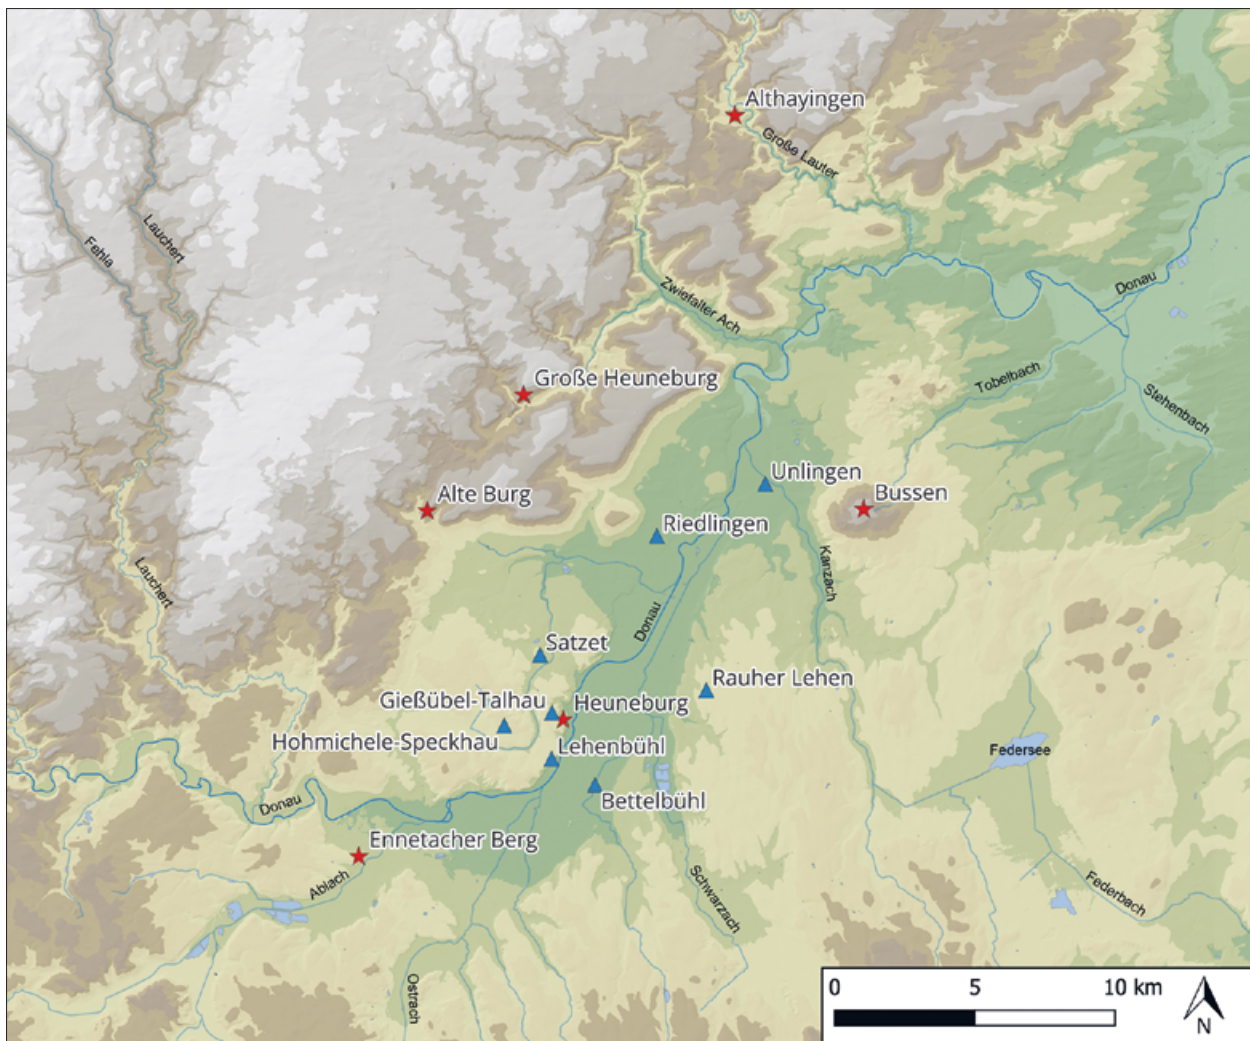 Althayingen
Große Lauter
Lauchert
Fehla
Donau
Zwiefalter Ach
Große Heuneburg
Tobelbach
Stehenbach
Unlingen
Bussen
Alte Burg
Riedlingen
Kanzach
Lauchert
Donau
Satzet
Rauher Lehen
Gießübel-Talhau
Heuneburg
Hohmichele-Speckhau
Lehenbühl
Federsee
Donau
Bettelbühl
Ennetacher Berg
Ablach
Schwarzach
Federbach
Ostrach
0 5 10 km
N